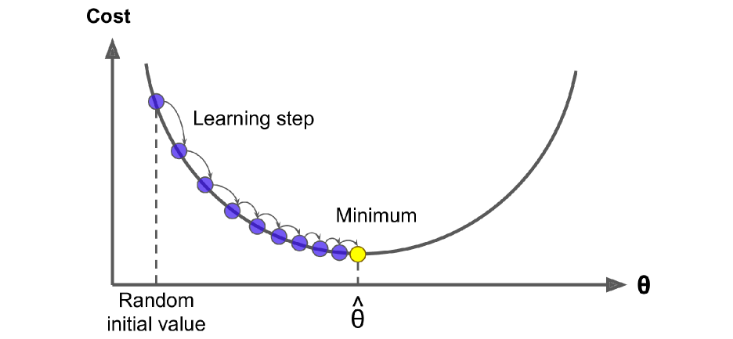 Cost
Learning step
Minimum
θ
Random
initial value
θ̂